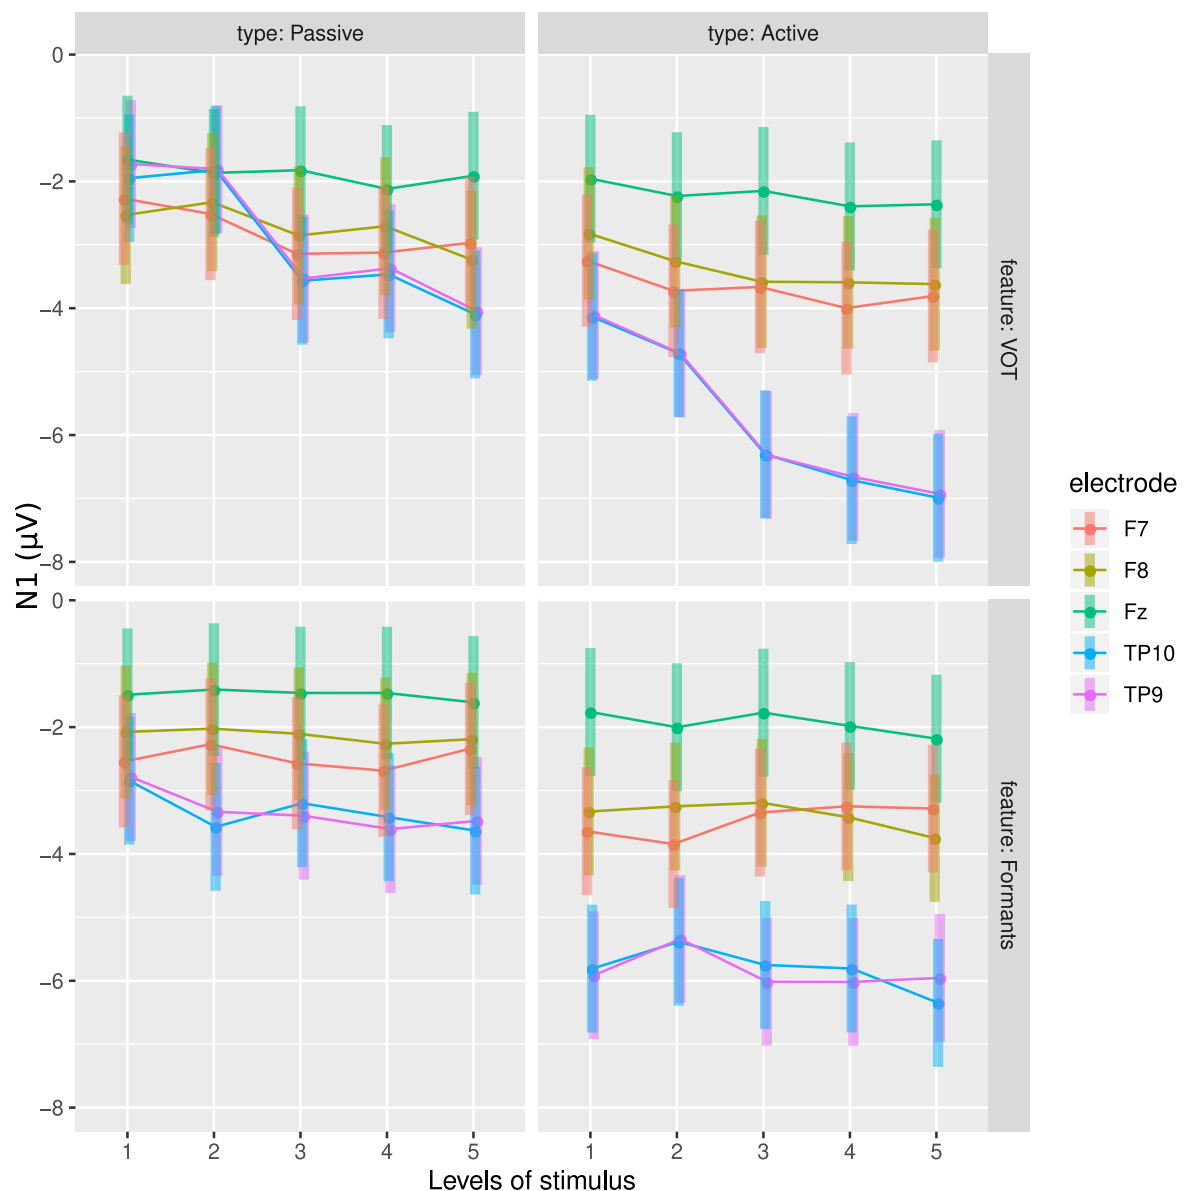 type: Passive
type: Active
0
−2
−4
−6
−8
feature: VOT
N1 (µV)
0
−2
−4
−6
−8
feature: Formants
1 2 3 4 5
1 2 3 4 5
Levels of stimulus
electrode
F7
F8
Fz
TP10
TP9